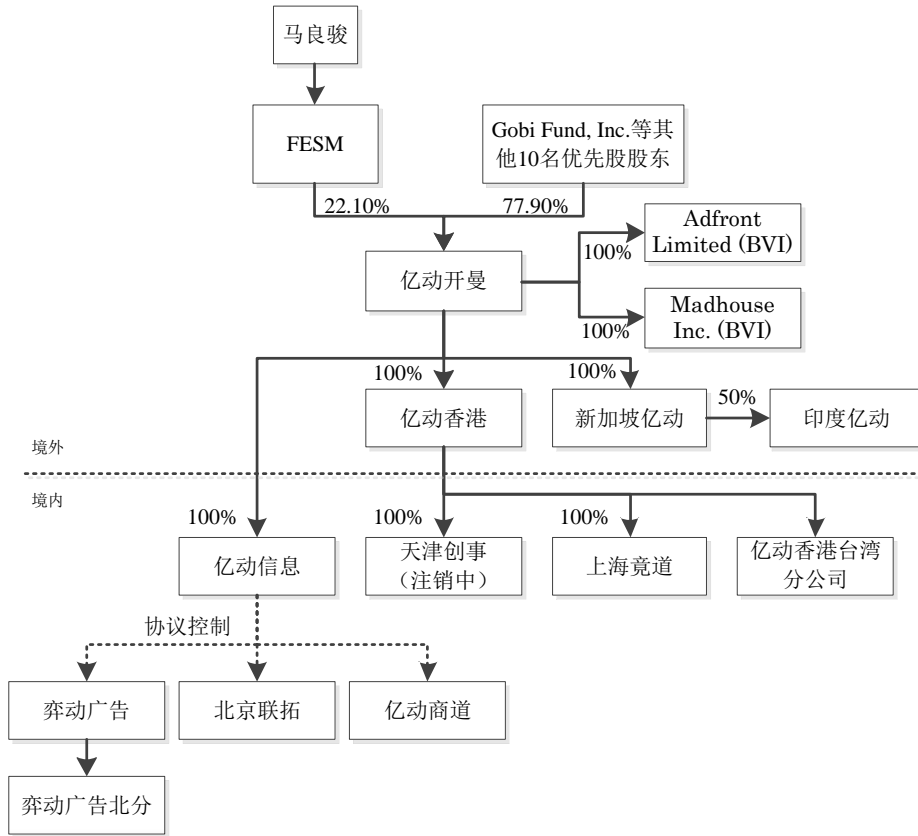 马良骏
FESM
Gobi Fund, Inc.等其
他10名优先股股东
22.10%
77.90%
亿动开曼
100%
Adfront
Limited (BVI)
100%
Madhouse
Inc. (BVI)
100%
100%
亿动香港
新加坡亿动
50%
印度亿动
境外
境内
100%
100%
100%
亿动信息
天津创事
（注销中）
上海竟道
亿动香港台湾
分公司
协议控制
弈动广告
北京联拓
亿动商道
弈动广告北分